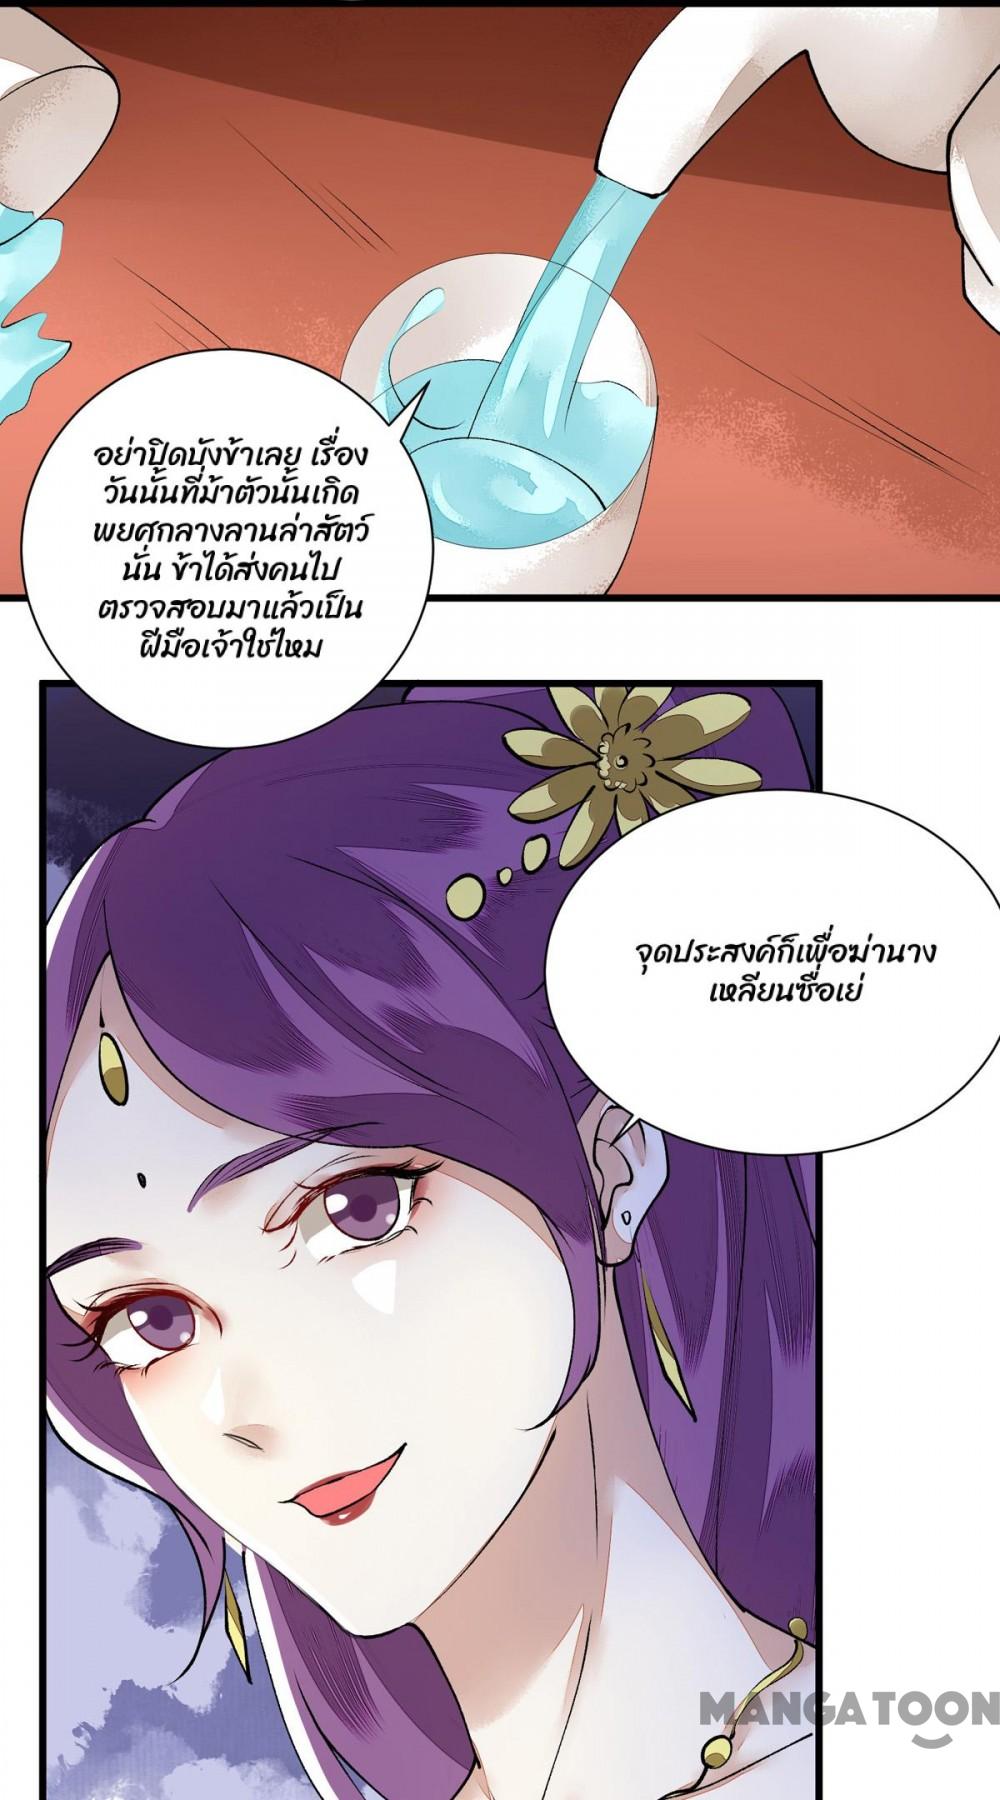 อย่าปิดบังข้าเลย เรื่อง
วันนั้นที่ม้าตัวนั้นเกิด
พยศกลางลานล่าสัตว์
นั่น ข้าได้ส่งคนไป
ตรวจสอบมาแล้วเป็น
ฝีมือเจ้าใช่ไหม
จุดประสงค์ก็เพื่อฆ่านาง
เหลียนซื่อเย่
MANGATOON